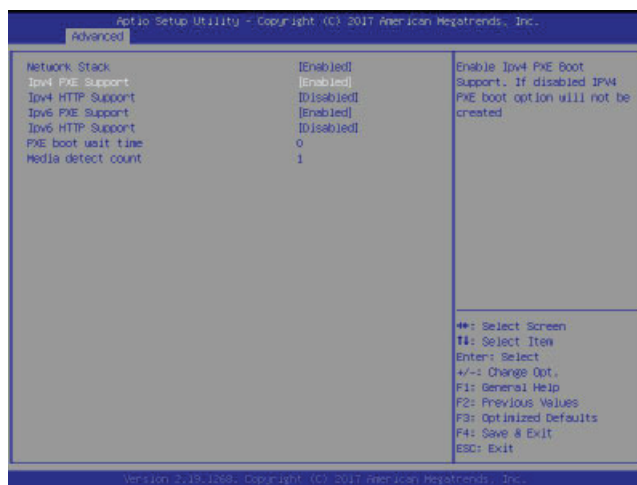 Aptio Setup Utility - Copyright (C) 2017 American Megatrends, Inc.
Advanced
Network Stack [Enabled]
Ipv4 PXE Support [Enabled]
Ipv4 HTTP Support [Disabled]
Ipv6 PXE Support [Enabled]
Ipv6 HTTP Support [Disabled]
PXE boot wait time 0
Media detect count 1
Enable Ipv4 PXE Boot
Support. If disabled IPV4
PXE boot option will not be
created
→←: Select Screen
↑↓: Select Item
Enter: Select
+/-: Change Opt.
F1: General Help
F2: Previous Values
F3: Optimized Defaults
F4: Save & Exit
ESC: Exit
Version 2.19.1268. Copyright (C) 2017 American Megatrends, Inc.